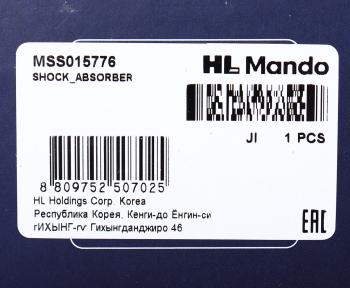 MSS015776
SHOCK_ABSORBER
HL Mando
JI 1 PCS
8 809752 507025
HL Holdings Corp. Korea
Республика Корея, Кенги-до Ёнгин-си
гИХЫНГ-гу Гихынгданджиро 46
EAC